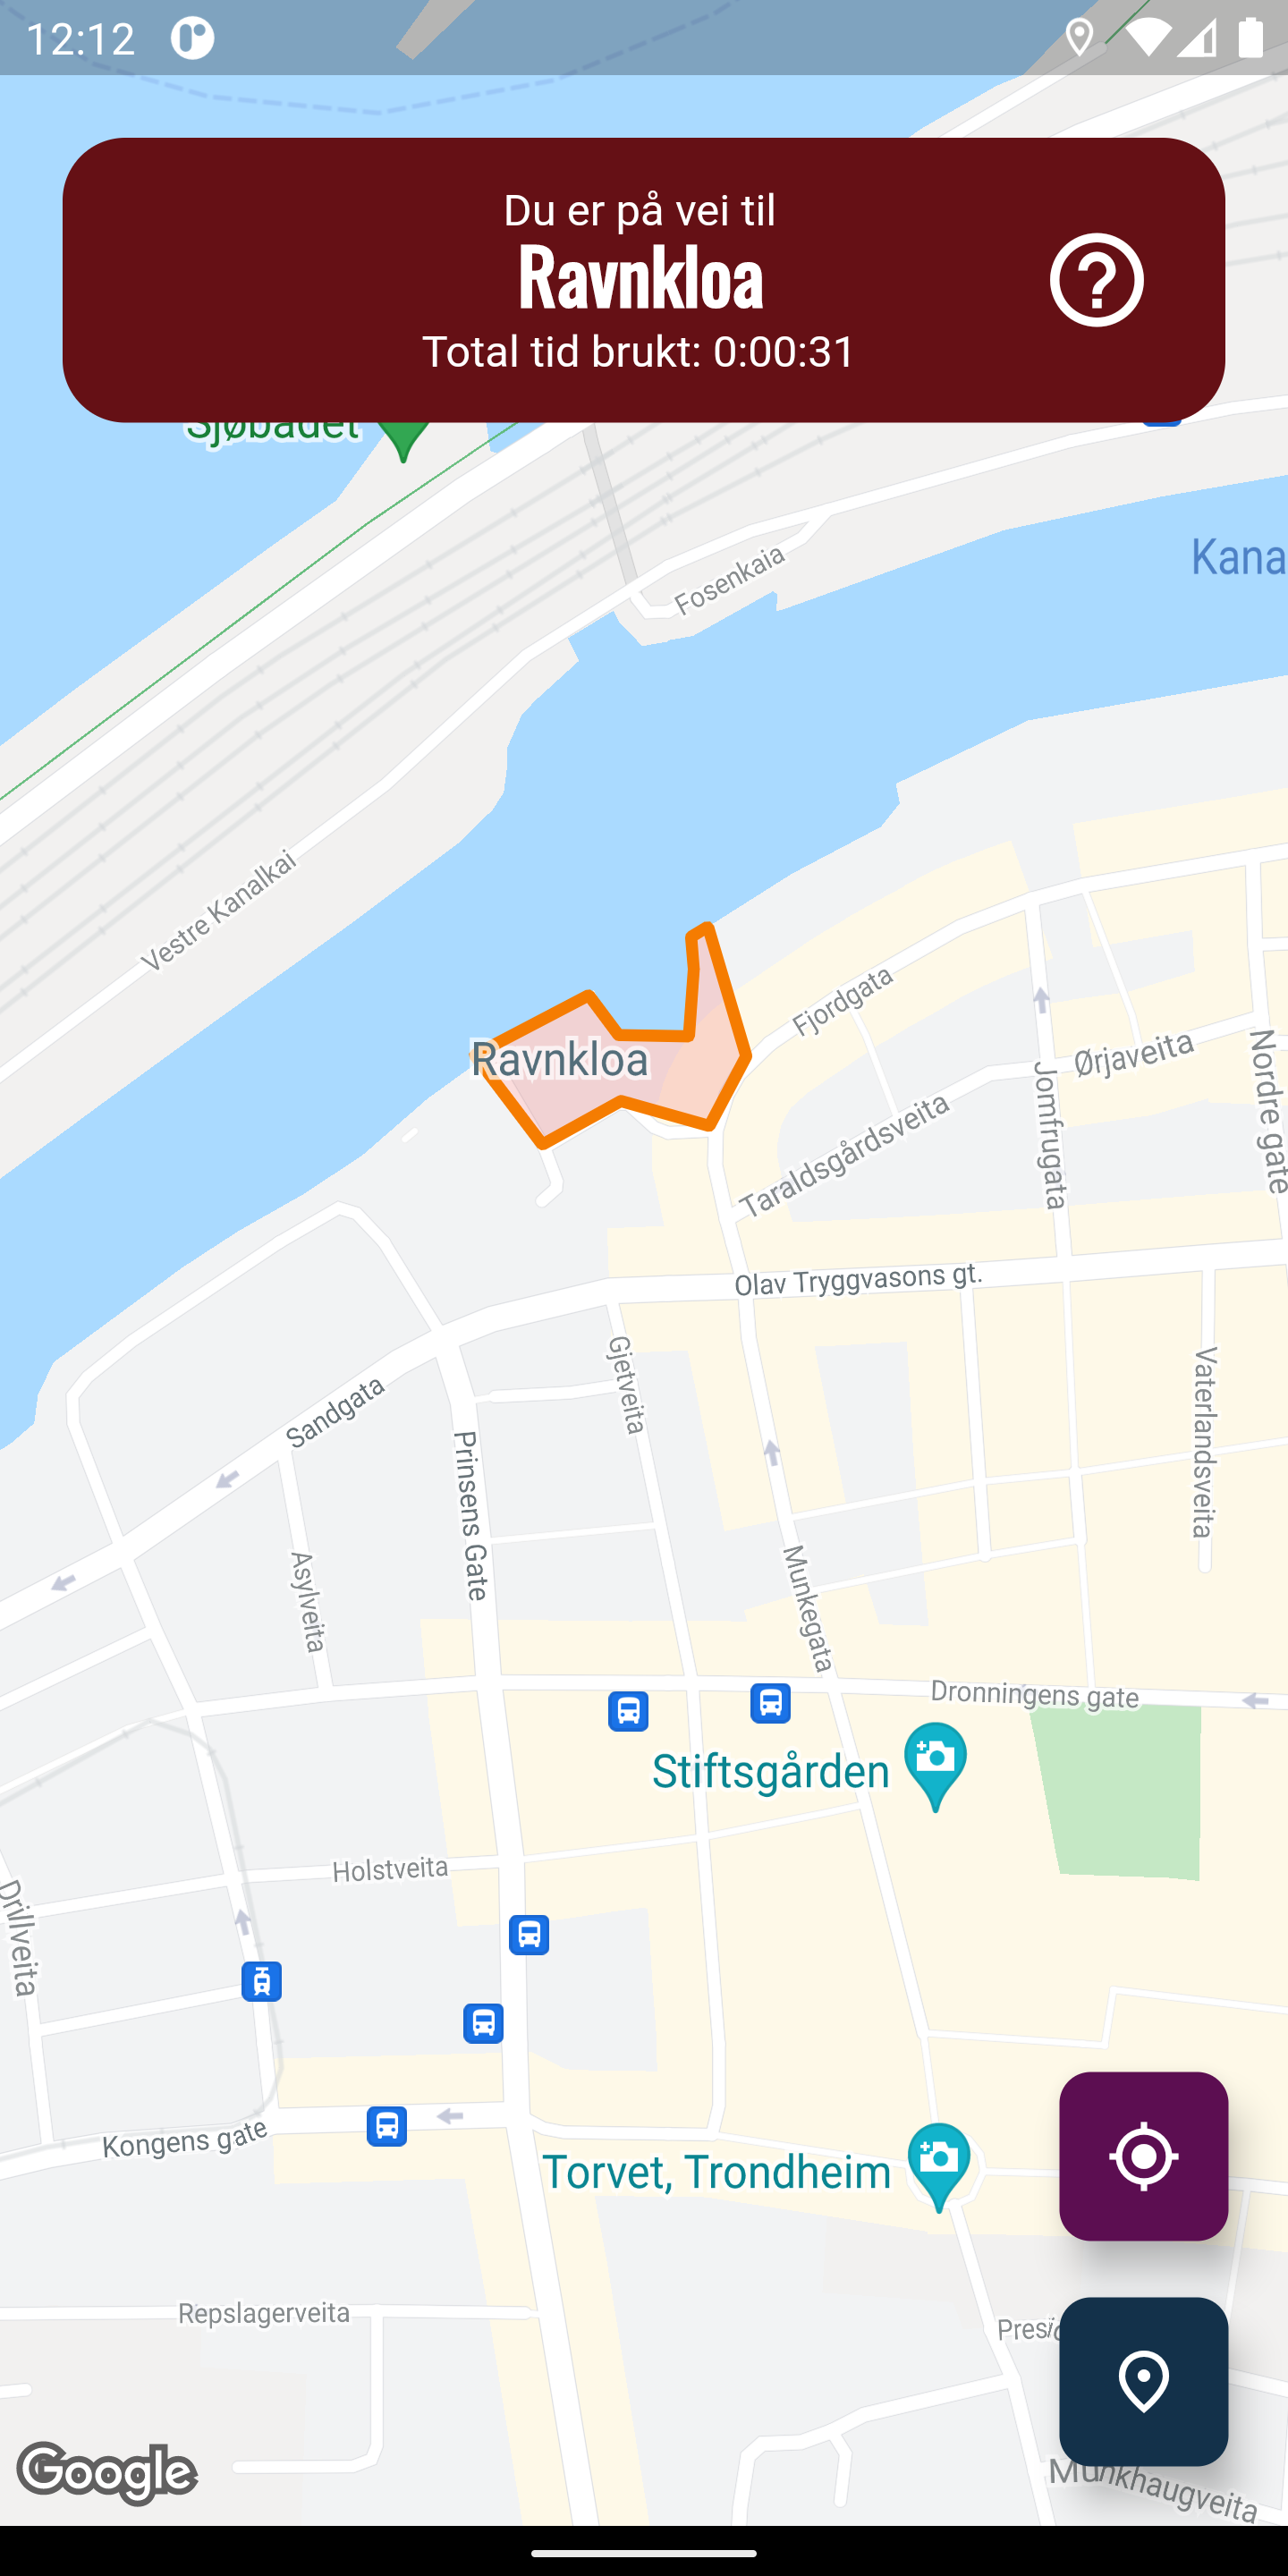 12:12
Du er på vei til
Ravnkloa
Total tid brukt: 0:00:31
Sjøbadet
Kana
Fosenkaia
Vestre Kanalkai
Fjordgata
Ravnkloa
Ørjaveita
Nordre gate
Jomfrugata
Taraldsgårdsveita
Olav Tryggvasons gt.
Gjetveita
Sandgata
Vaterlandsveita
Prinsens Gate
Asylveita
Munkegata
Dronningens gate
Stiftsgården
Holstveita
Drillveita
Kongens gate
Torvet, Trondheim
Repslagerveita
Google
Munkhaugveita